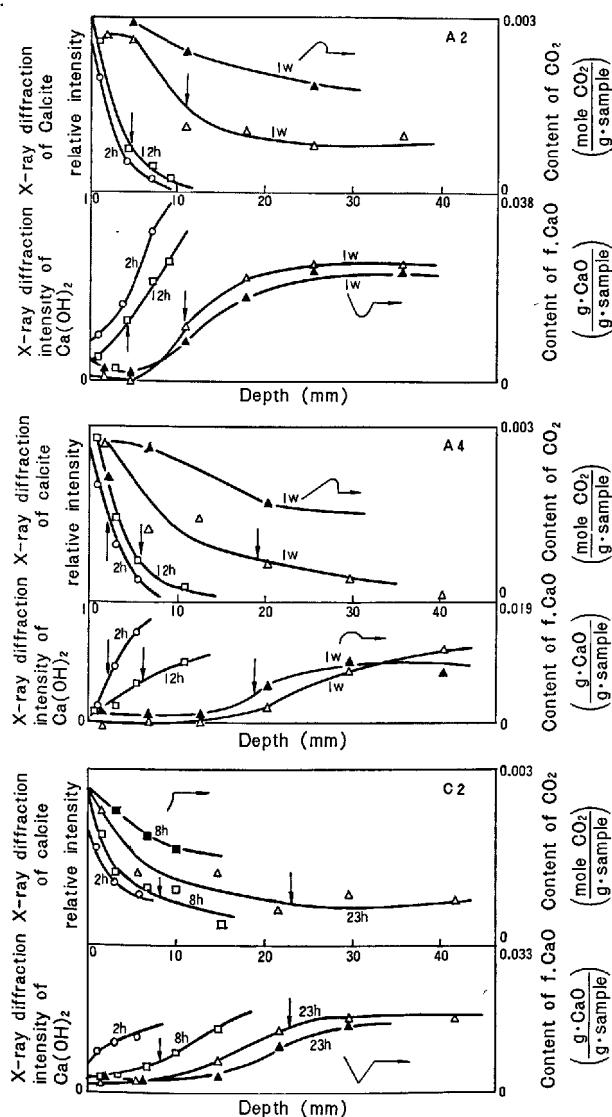 A2
X-ray diffraction
of Calcite
relative intensity
2h
12h
1w
1w
0.003
0
Content of CO₂
(mole CO₂ / g·sample)
10
10
20
30
40
X-ray diffraction
intensity of
Ca(OH)₂
0
2h
12h
1w
1w
0.038
0
Content of f.CaO
(g·CaO / g·sample)
Depth (mm)
A4
X-ray diffraction
of calcite
relative intensity
2h
12h
1w
1w
0.003
0
Content of CO₂
(mole CO₂ / g·sample)
10
10
20
30
40
X-ray diffraction
intensity of
Ca(OH)₂
0
2h
12h
1w
1w
0.019
0
Content of f.CaO
(g·CaO / g·sample)
Depth (mm)
C2
X-ray diffraction
of calcite
relative intensity
2h
8h
8h
23h
0.003
0
Content of CO₂
(mole CO₂ / g·sample)
0
10
20
30
40
X-ray diffraction
intensity of
Ca(OH)₂
0
2h
8h
23h
23h
0.033
0
Content of f.CaO
(g·CaO / g·sample)
Depth (mm)